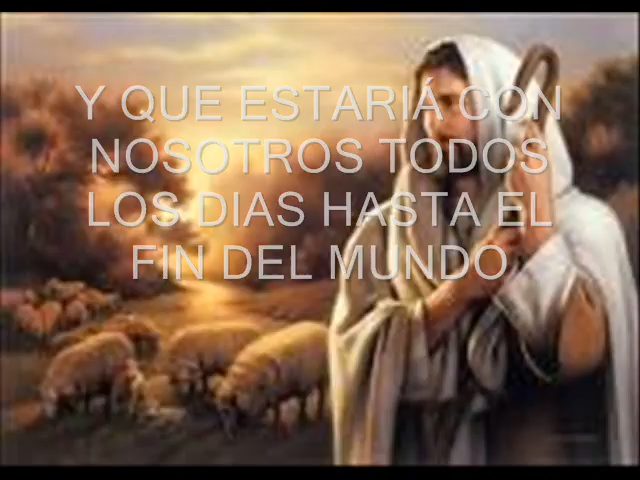 Y QUE ESTARIÁ CON
NOSOTROS TODOS
LOS DIAS HASTA EL
FIN DEL MUNDO